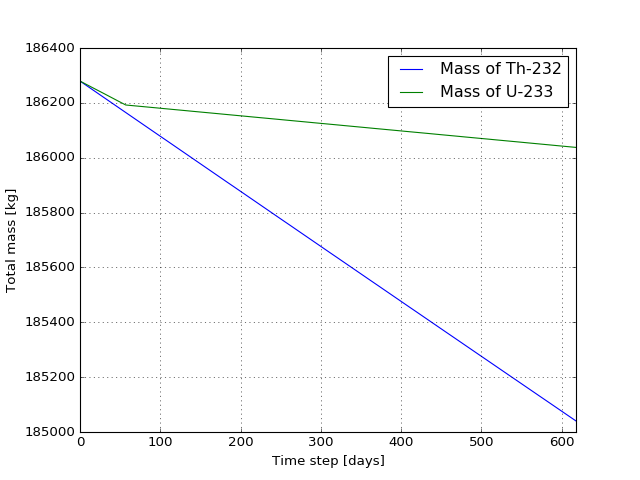 186400
186200
186000
185800
185600
185400
185200
185000
Total mass [kg]
Mass of Th-232
Mass of U-233
0 100 200 300 400 500 600
Time step [days]